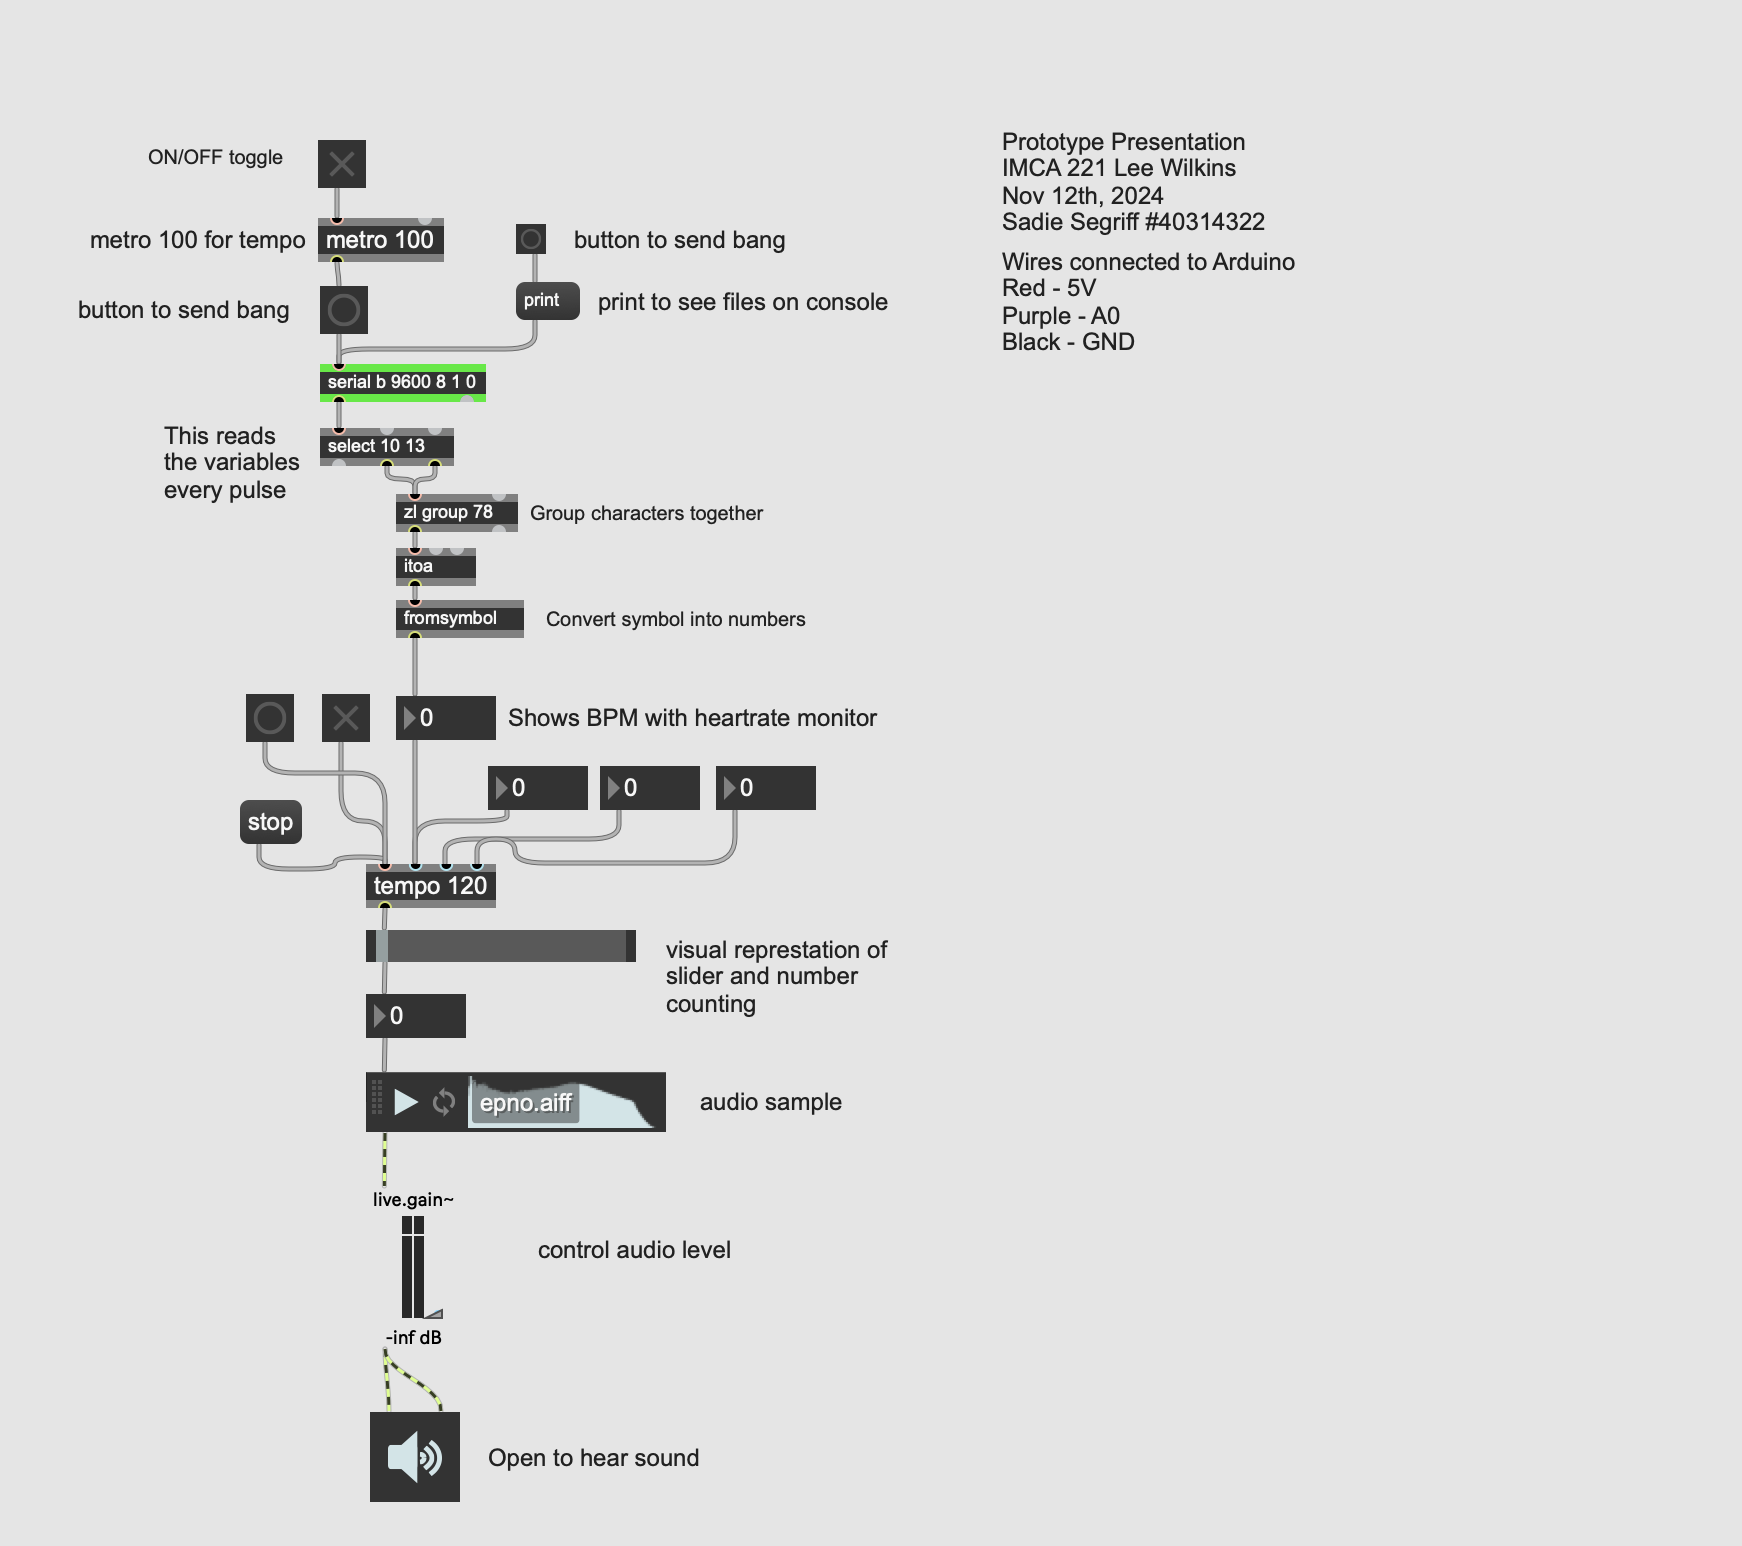 ON/OFF toggle
metro 100 for tempo
metro 100
button to send bang
print
print to see files on console
button to send bang
serial b 9600 8 1 0
This reads
the variables
every pulse
select 10 13
zl group 78
Group characters together
itoa
fromsymbol
Convert symbol into numbers
0
Shows BPM with heartrate monitor
0
0
0
stop
tempo 120
visual represtation of
slider and number
counting
0
epno.aiff
audio sample
live.gain~
control audio level
-inf dB
Open to hear sound
Prototype Presentation
IMCA 221 Lee Wilkins
Nov 12th, 2024
Sadie Segriff #40314322
Wires connected to Arduino
Red - 5V
Purple - A0
Black - GND